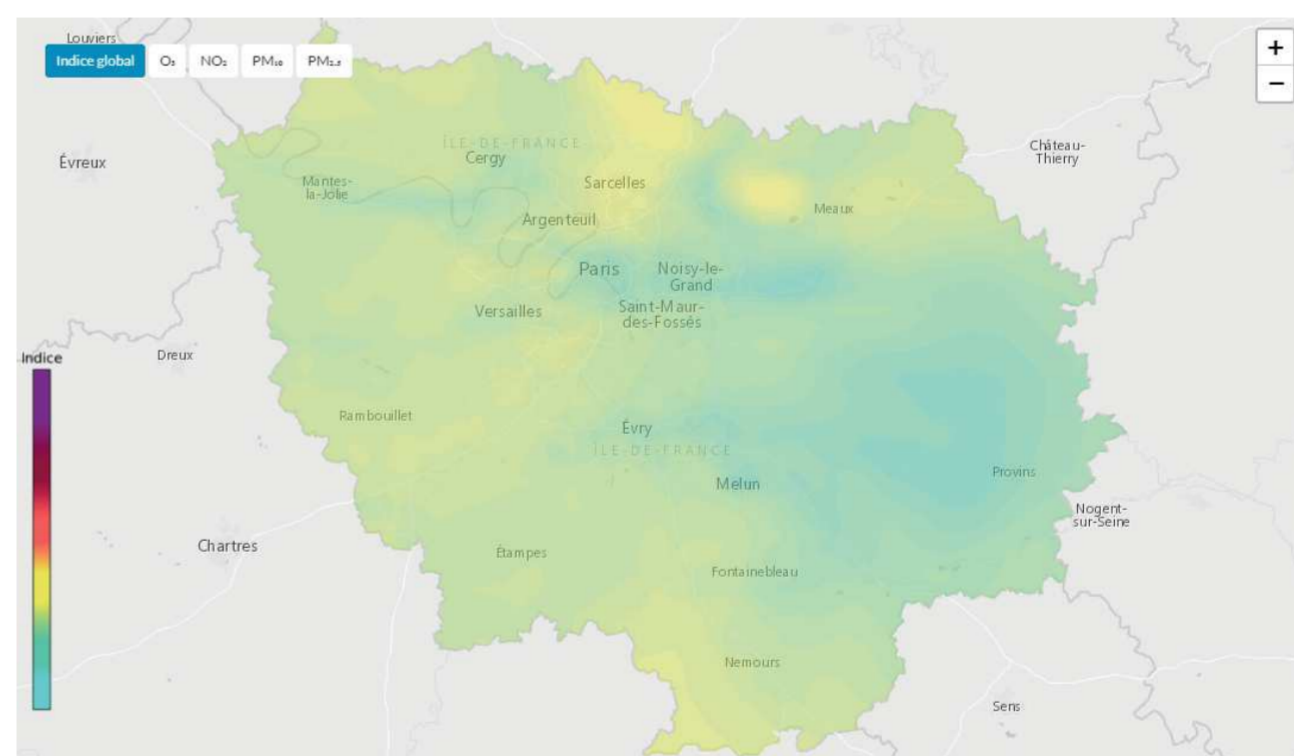 Louviers
Indice global O₃ NO₂ PM₁₀ PM₂.₅
+
−
ÎLE-DE-FRANCE
Château-
Thierry
Évreux
Cergy
Mantes-
la-Jolie
Sarcelles
Meaux
Argenteuil
Paris
Noisy-le-
Grand
Versailles
Saint-Maur-
des-Fossés
Indice
Dreux
Rambouillet
Évry
ÎLE-DE-FRANCE
Provins
Melun
Nogent-
sur-Seine
Chartres
Étampes
Fontainebleau
Nemours
Sens